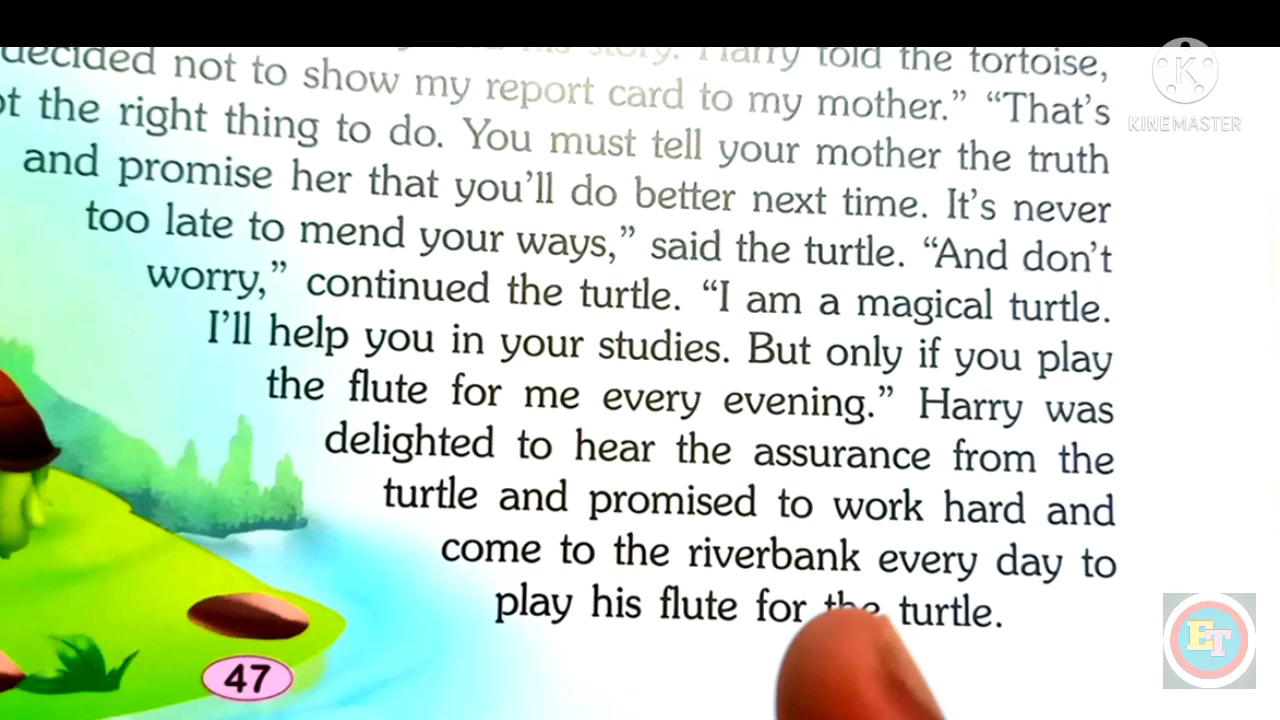 story. Harry told the tortoise,
decided not to show my report card to my mother.” “That’s
the right thing to do. You must tell your mother the truth
and promise her that you’ll do better next time. It’s never
too late to mend your ways,” said the turtle. “And don’t
worry,” continued the turtle. “I am a magical turtle.
I’ll help you in your studies. But only if you play
the flute for me every evening.” Harry was
delighted to hear the assurance from the
turtle and promised to work hard and
come to the riverbank every day to
play his flute for the turtle.
47
K
KINEMASTER
ET